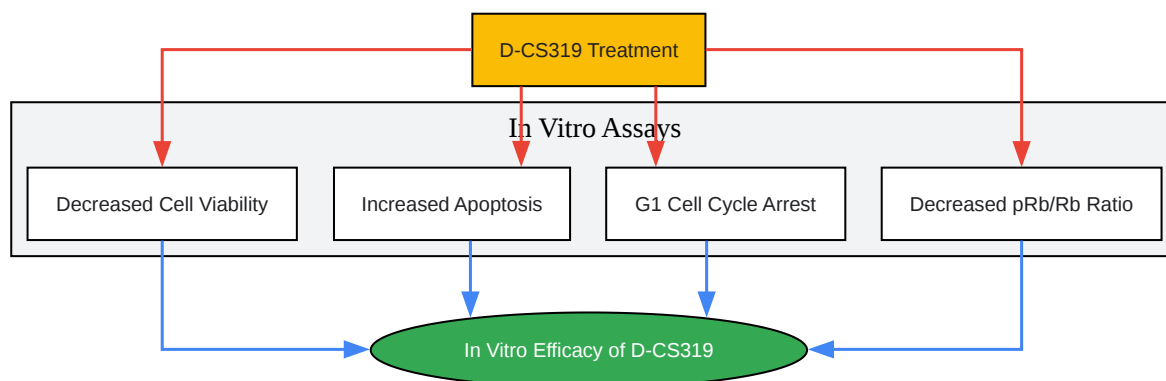 D-CS319 Treatment
In Vitro Assays
Decreased Cell Viability
Increased Apoptosis
G1 Cell Cycle Arrest
Decreased pRb/Rb Ratio
In Vitro Efficacy of D-CS319